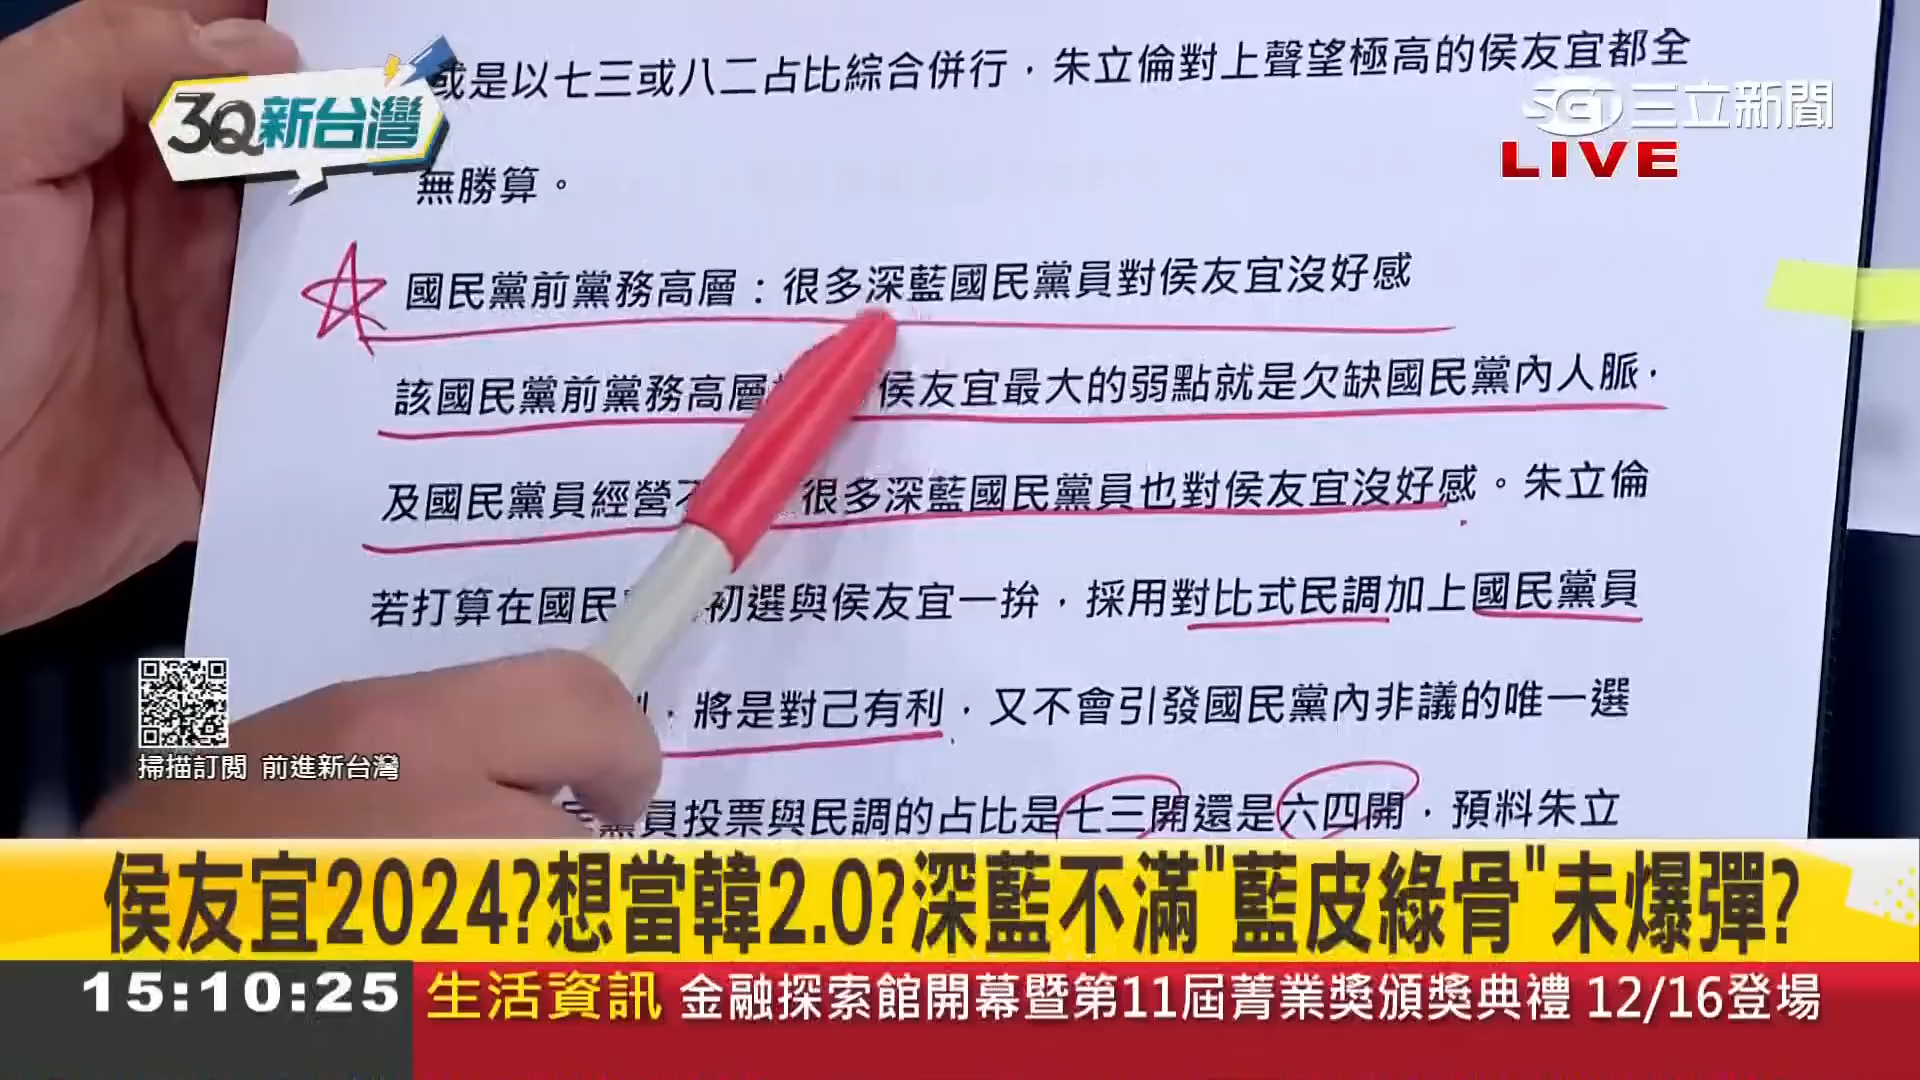 或是以七三或八二占比綜合併行，朱立倫對上聲望極高的侯友宜都全
3Q新台灣
SET三立新聞
LIVE
無勝算。
國民黨前黨務高層：很多深藍國民黨員對侯友宜沒好感
該國民黨前黨務高層 侯友宜最大的弱點就是欠缺國民黨內人脈，
及國民黨員經營不 很多深藍國民黨員也對侯友宜沒好感。朱立倫
若打算在國民 初選與侯友宜一拚，採用對比式民調加上國民黨員
，將是對己有利，又不會引發國民黨內非議的唯一選
黨員投票與民調的占比是七三開還是六四開，預料朱立
掃描訂閱 前進新台灣
侯友宜2024?想當韓2.0?深藍不滿"藍皮綠骨"未爆彈?
15:10:25
生活資訊 金融探索館開幕暨第11屆菁業獎頒獎典禮 12/16登場